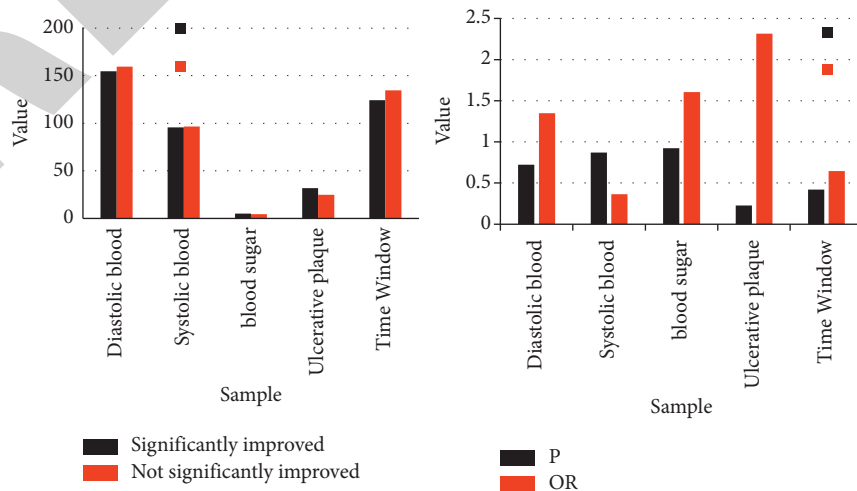 200
150
100
50
0
Value
Diastolic blood
Systolic blood
blood sugar
Ulcerative plaque
Time Window
Sample
Significantly improved
Not significantly improved
2.5
2
1.5
1
0.5
0
Value
Diastolic blood
Systolic blood
blood sugar
Ulcerative plaque
Time Window
Sample
P
OR